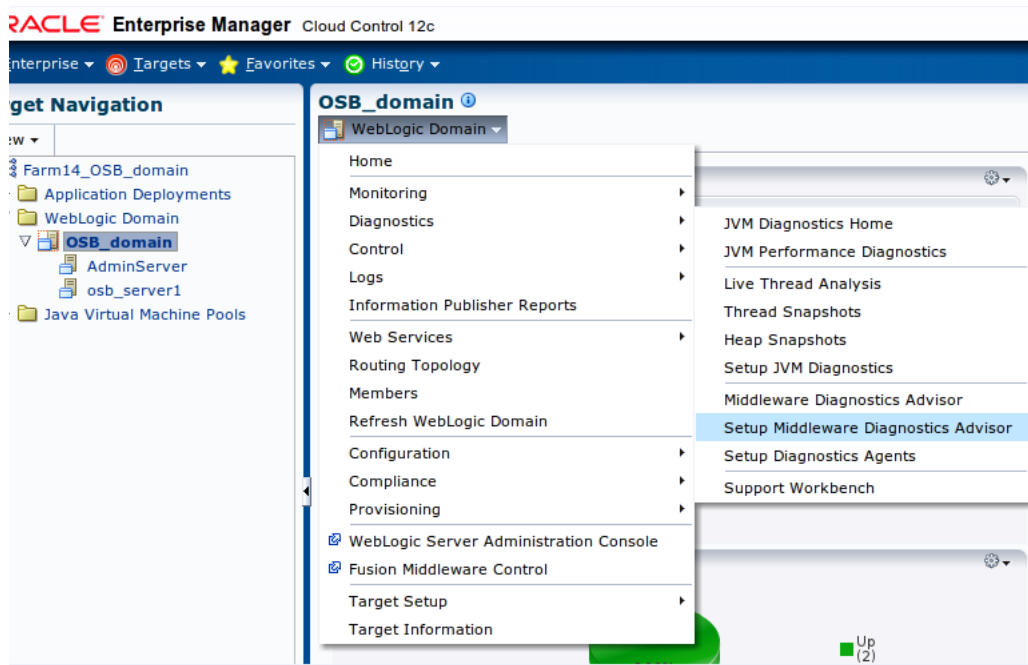 RACLE Enterprise Manager Cloud Control 12c
nterprise Targets Favorites History
get Navigation
ew
Farm14_OSB_domain
Application Deployments
WebLogic Domain
OSB_domain
AdminServer
osb_server1
Java Virtual Machine Pools
OSB_domain
WebLogic Domain
Home
Monitoring
Diagnostics
Control
Logs
Information Publisher Reports
Web Services
Routing Topology
Members
Refresh WebLogic Domain
Configuration
Compliance
Provisioning
WebLogic Server Administration Console
Fusion Middleware Control
Target Setup
Target Information
JVM Diagnostics Home
JVM Performance Diagnostics
Live Thread Analysis
Thread Snapshots
Heap Snapshots
Setup JVM Diagnostics
Middleware Diagnostics Advisor
Setup Middleware Diagnostics Advisor
Setup Diagnostics Agents
Support Workbench
Up
(2)